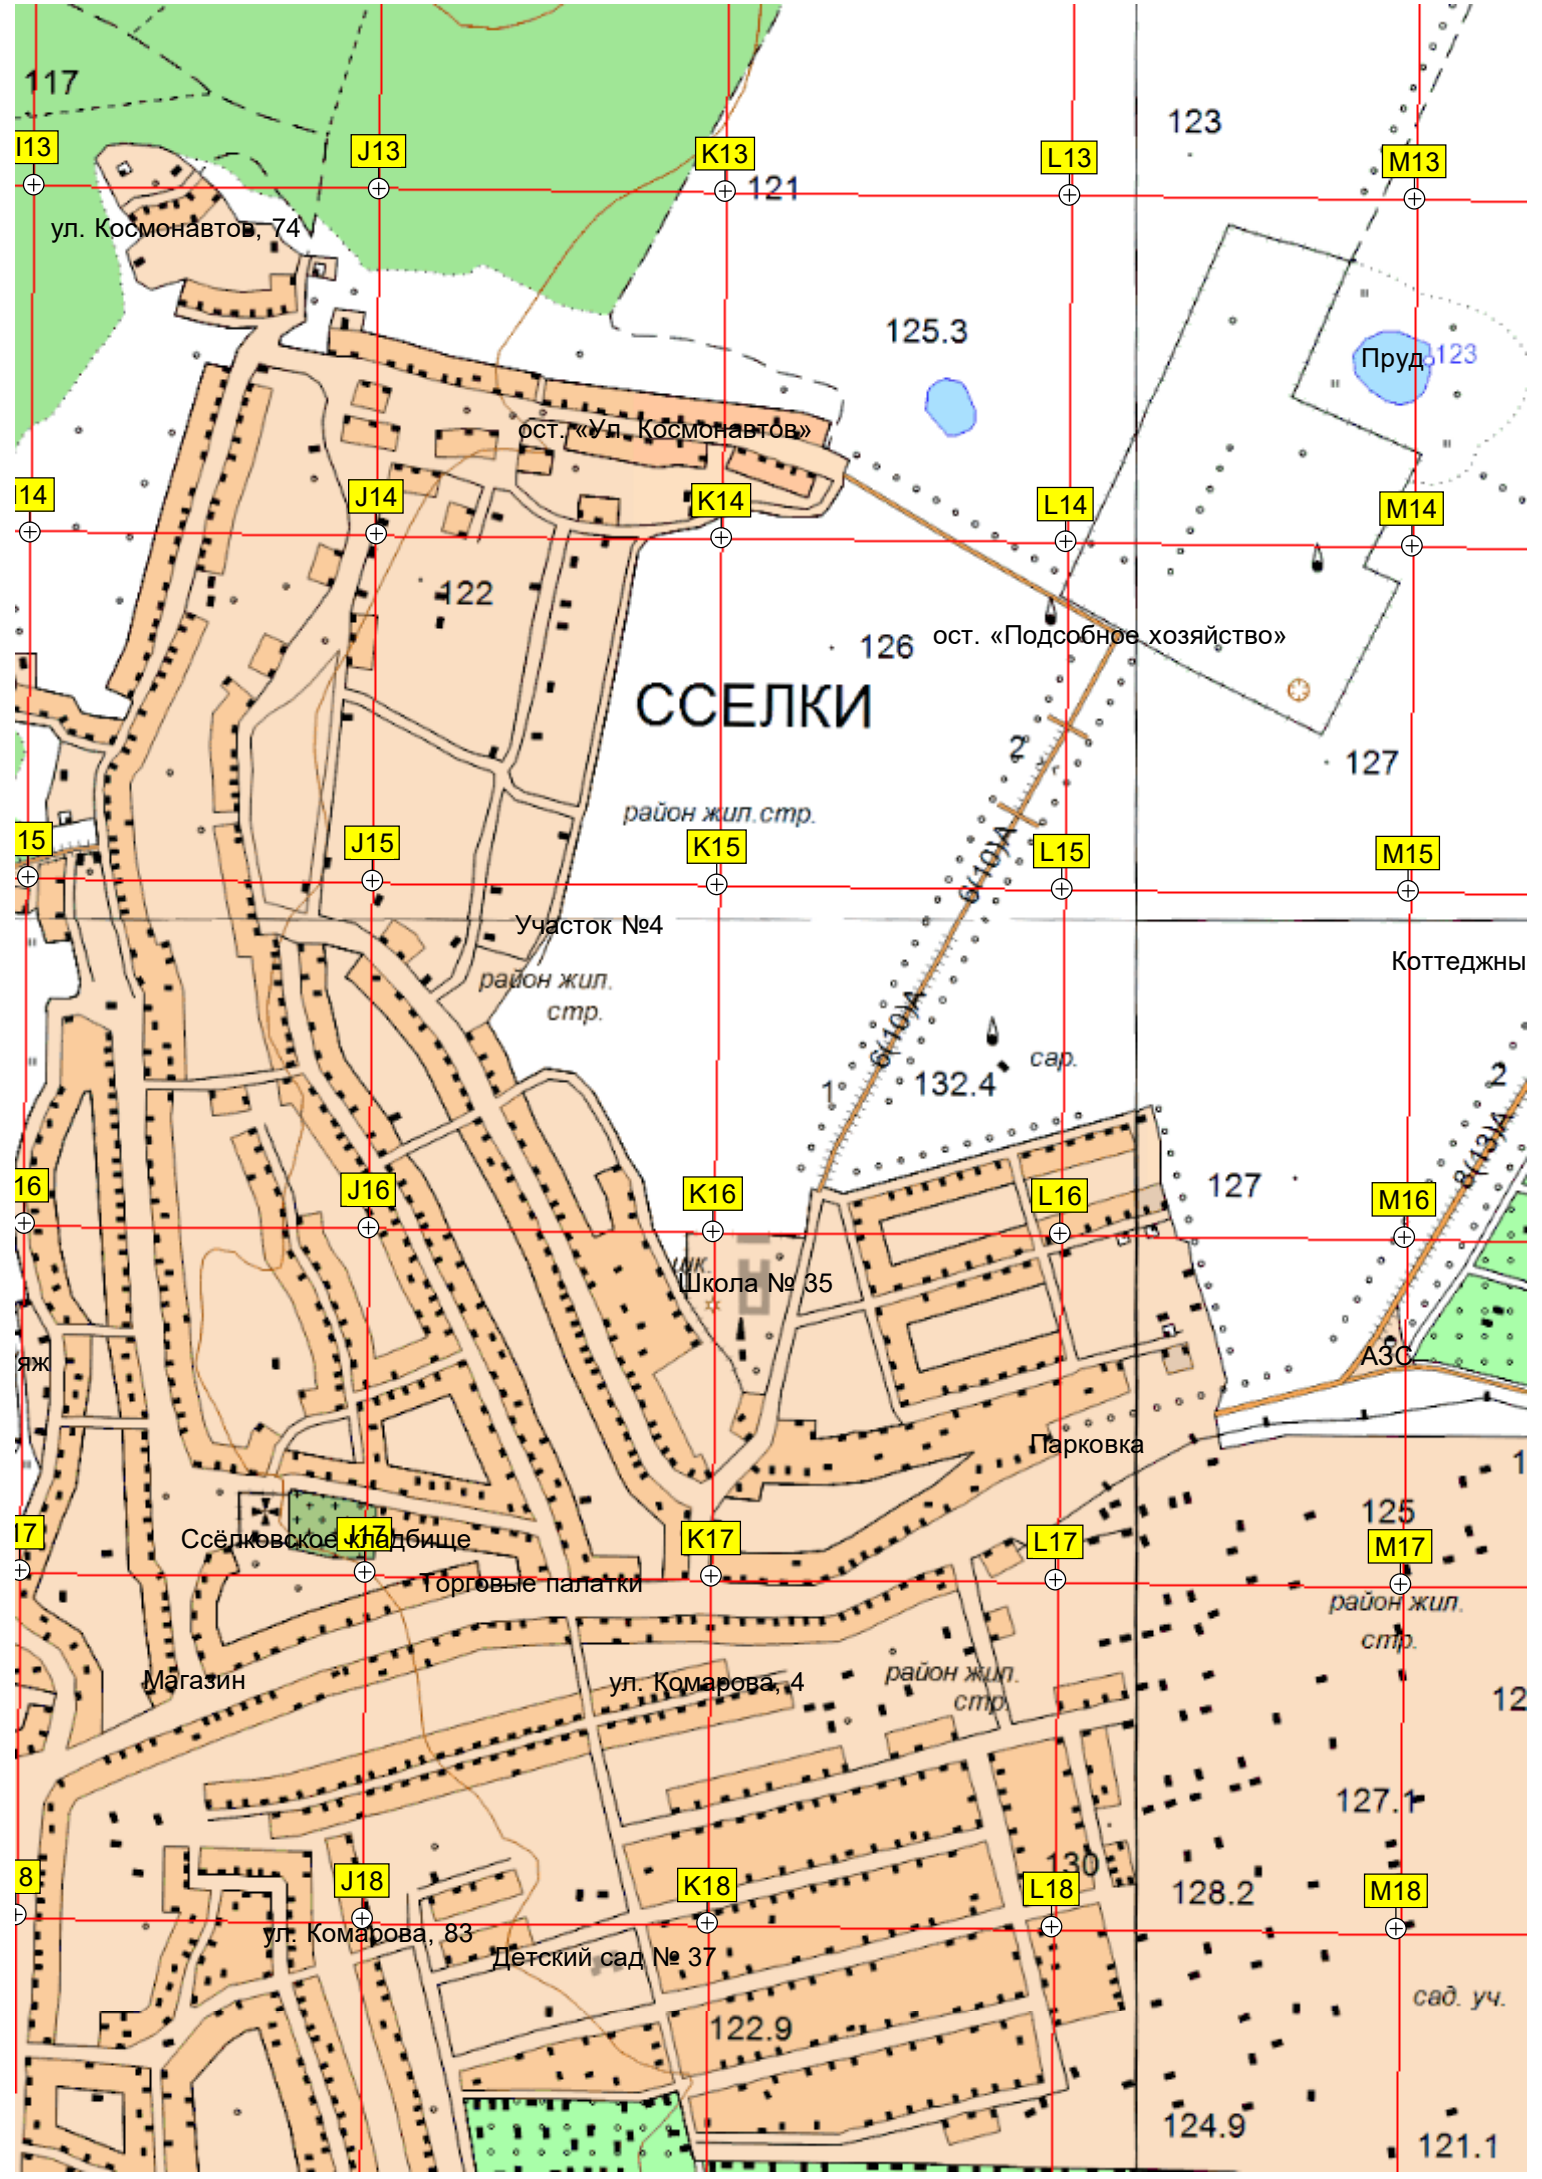 117
123
I13
J13
K13
L13
M13
121
ул. Космонавтов, 74
125.3
Пруд
123
ост. «Ул. Космонавтов»
14
J14
K14
L14
M14
122
126
ост. «Подсобное хозяйство»
ССЕЛКИ
2
127
район жил.стр.
15
J15
K15
L15
M15
6(10)А
Участок №4
Коттеджны
район жил.
стр.
6(10)А
сар.
1
132.4
2
8(13)А
127
16
J16
K16
L16
M16
шк.
Школа № 35
яж
АЗС
Парковка
1
125
17
J17
K17
L17
M17
Ссёлковское кладбище
Торговые палатки
район жил.
стр.
Магазин
ул. Комарова, 4
район жил.
стр.
12
127.1
130
8
J18
K18
L18
M18
128.2
ул. Комарова, 83
Детский сад № 37
сад. уч.
122.9
124.9
121.1